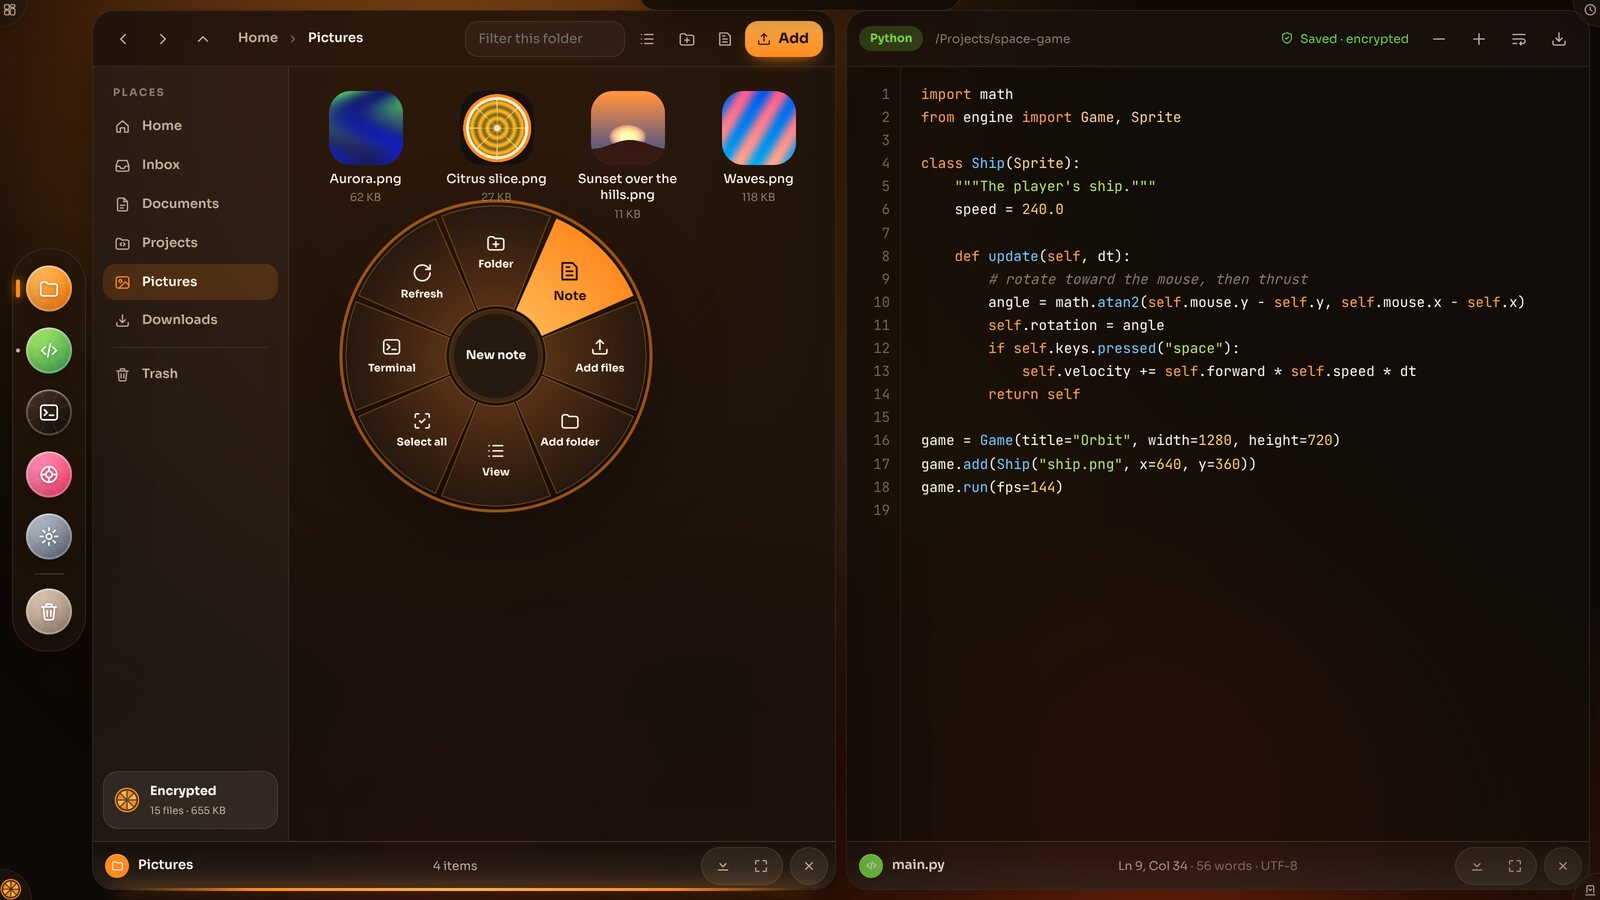 Home › Pictures
Filter this folder
Add
PLACES
Home
Inbox
Documents
Projects
Pictures
Downloads
Trash
Encrypted
15 files · 655 KB
Aurora.png
62 KB
Citrus slice.png
27 KB
Sunset over the
hills.png
11 KB
Waves.png
118 KB
Folder
Note
Add files
Add folder
View
Select all
Terminal
Refresh
New note
Pictures
4 items
Python
/Projects/space-game
Saved · encrypted
1 import math
2 from engine import Game, Sprite
3
4 class Ship(Sprite):
5     """The player's ship."""
6     speed = 240.0
7
8     def update(self, dt):
9         # rotate toward the mouse, then thrust
10         angle = math.atan2(self.mouse.y - self.y, self.mouse.x - self.x)
11         self.rotation = angle
12         if self.keys.pressed("space"):
13             self.velocity += self.forward * self.speed * dt
14         return self
15
16 game = Game(title="Orbit", width=1280, height=720)
17 game.add(Ship("ship.png", x=640, y=360))
18 game.run(fps=144)
19
main.py
Ln 9, Col 34 · 56 words · UTF-8